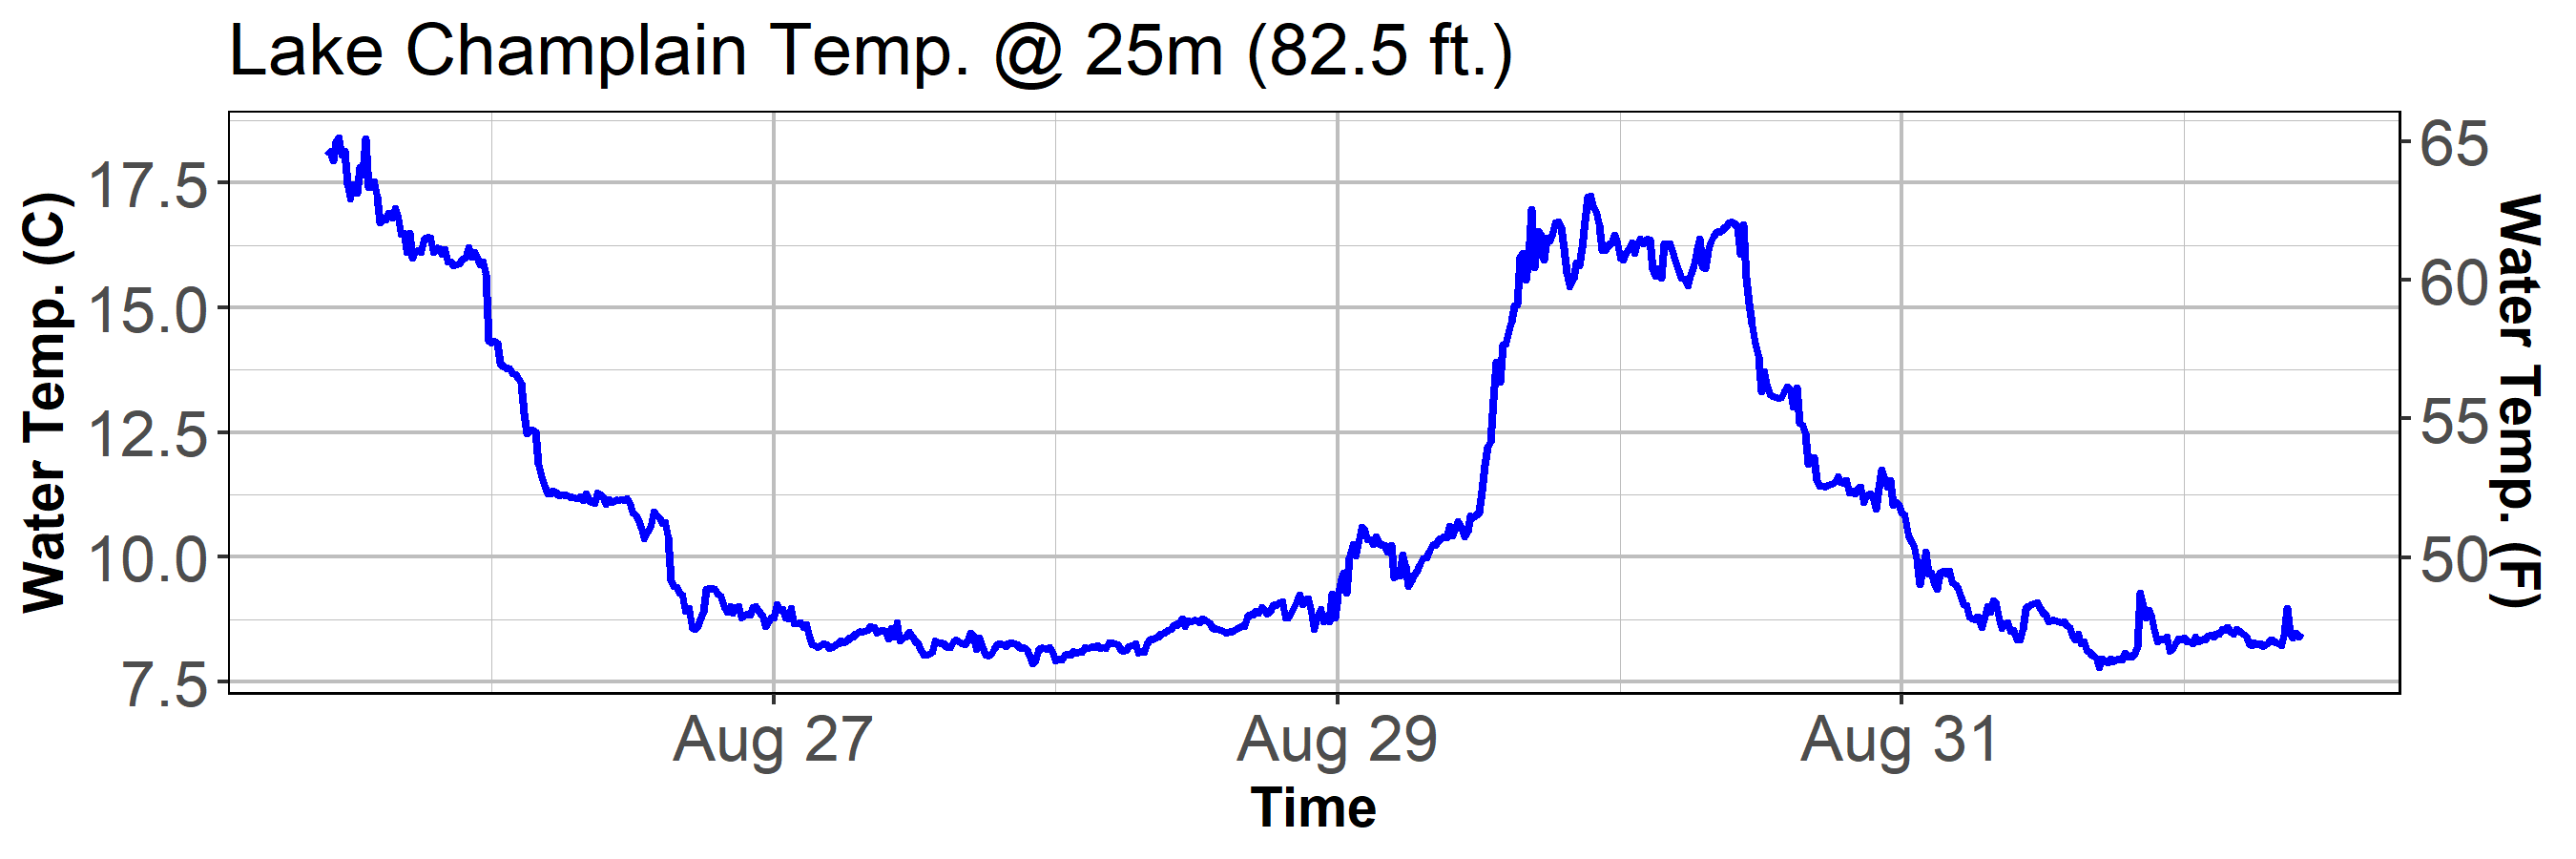 Lake Champlain Temp. @ 25m (82.5 ft.)
Water Temp. (C)
17.5
15.0
12.5
10.0
7.5
65
60
55
50
Water Temp. (F)
Aug 27 Aug 29 Aug 31
Time